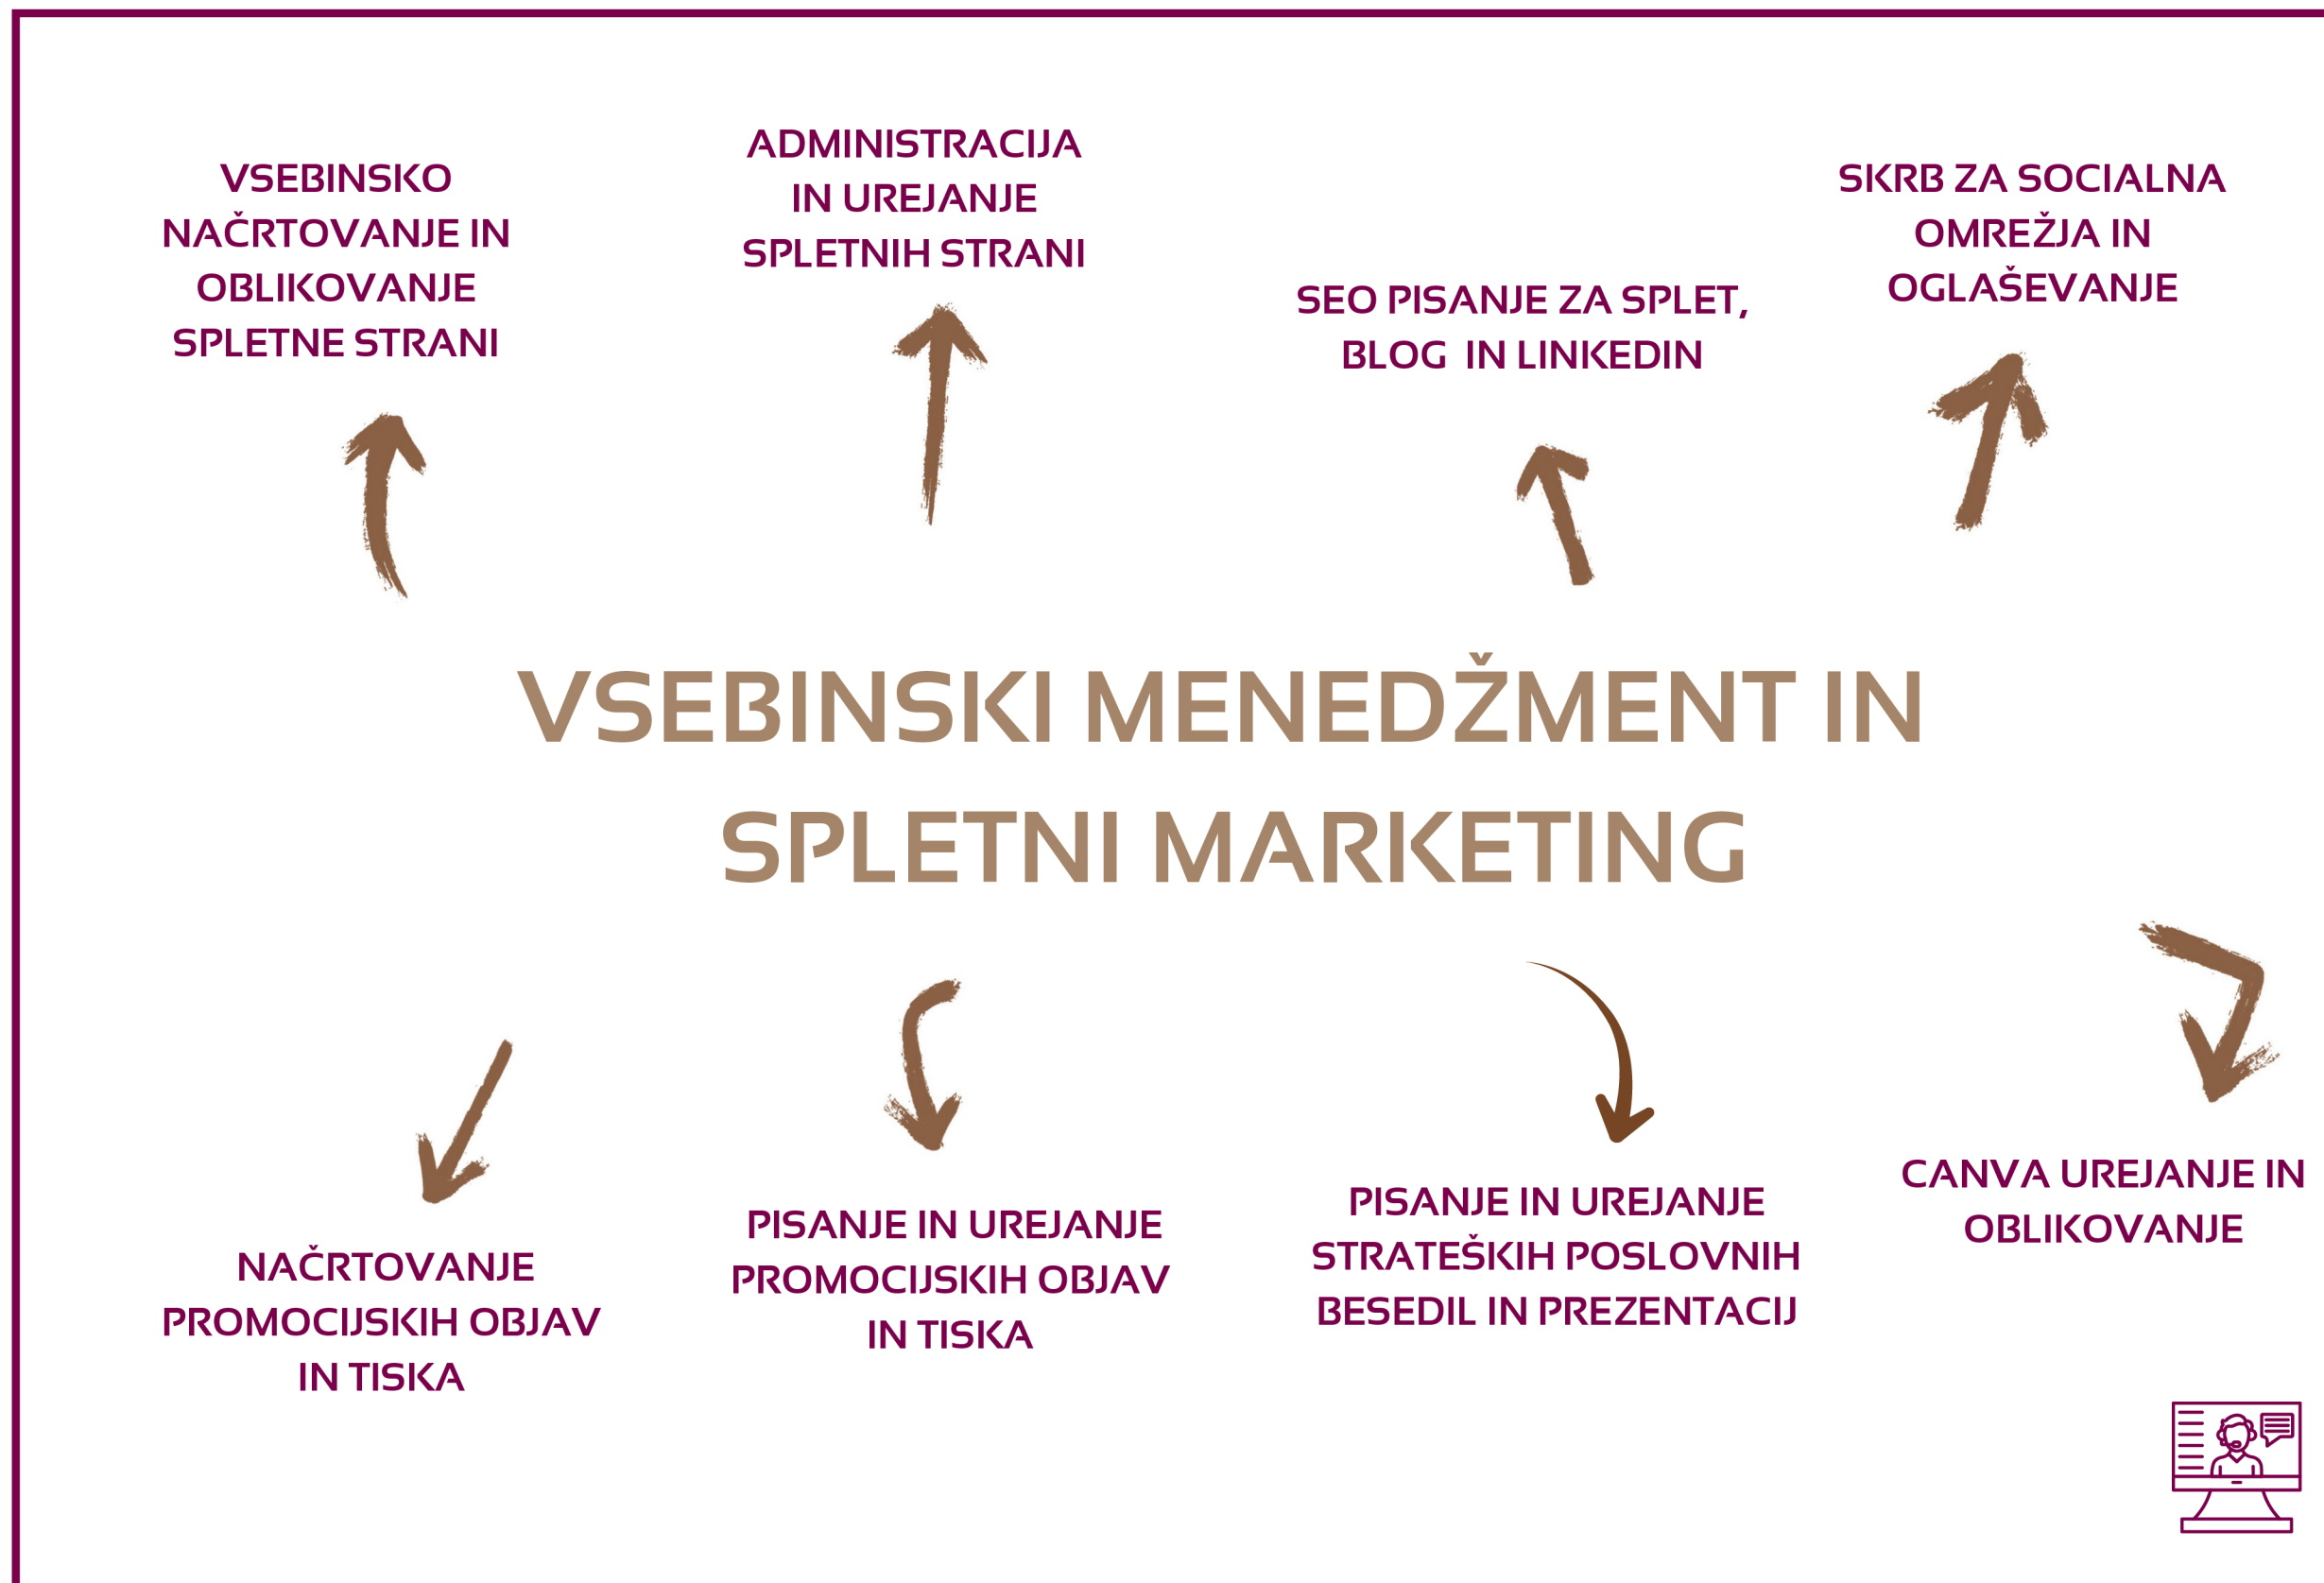 VSEBINSKO
NAČRTOVANJE IN
OBLIKOVANJE
SPLETNE STRANI
ADMINISTRACIJA
IN UREJANJE
SPLETNIH STRANI
SEO PISANJE ZA SPLET,
BLOG IN LINKEDIN
SKRB ZA SOCIALNA
OMREŽJA IN
OGLAŠEVANJE
VSEBINSKI MENEDŽMENT IN
SPLETNI MARKETING
NAČRTOVANJE
PROMOCIJSKIH OBJAV
IN TISKA
PISANJE IN UREJANJE
PROMOCIJSKIH OBJAV
IN TISKA
PISANJE IN UREJANJE
STRATEŠKIH POSLOVNIH
BESEDIL IN PREZENTACIJ
CANVA UREJANJE IN
OBLIKOVANJE